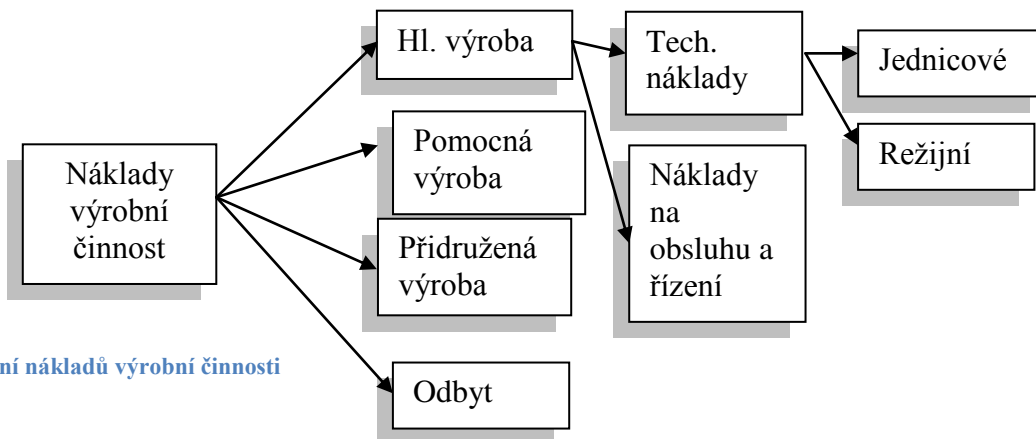 Náklady
výrobní
činnost
Hl. výroba
Pomocná
výroba
Přidružená
výroba
Odbyt
Tech.
náklady
Náklady
na
obsluhu a
řízení
Jednicové
Režijní
nákladů výrobní činnosti